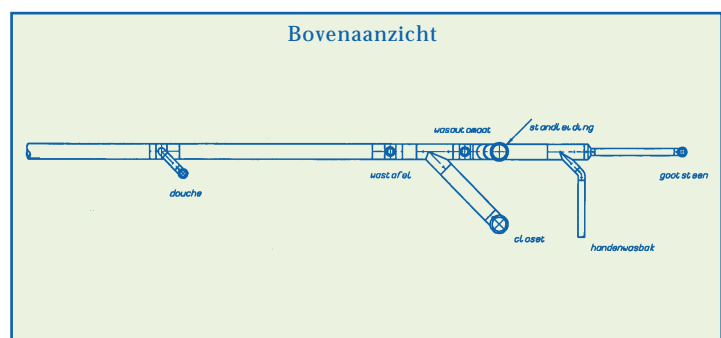 Bovenaanzicht
wasautomaat
standleiding
wastafel
gootsteen
douche
closet
handenwasbak